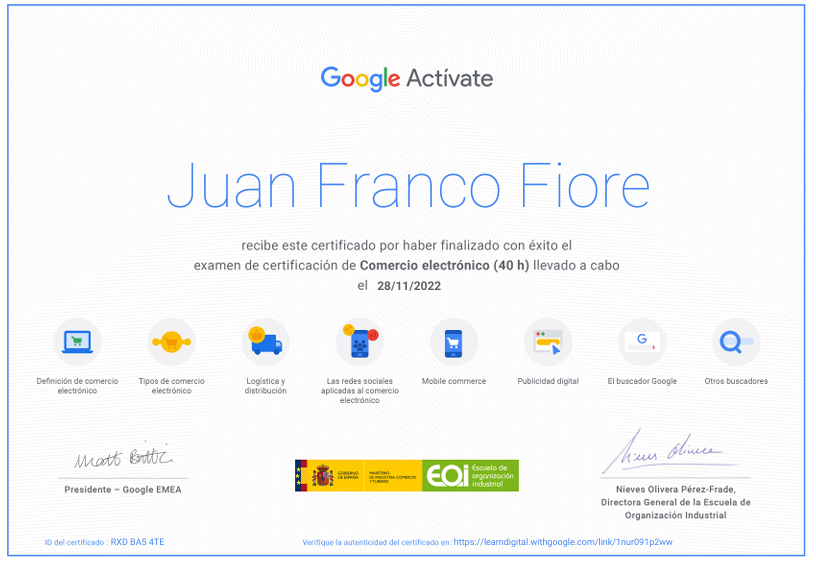 Google Actívate
Juan Franco Fiore
recibe este certificado por haber finalizado con éxito el
examen de certificación de Comercio electrónico (40 h) llevado a cabo
el 28/11/2022
Definición de comercio
electrónico
Tipos de comercio
electrónico
Logística y
distribución
Las redes sociales
aplicadas al comercio
electrónico
Mobile commerce
Publicidad digital
G
El buscador Google
Otros buscadores
Matt Brittin
Presidente – Google EMEA
GOBIERNO
DE ESPAÑA
MINISTERIO
DE INDUSTRIA, COMERCIO
Y TURISMO
EOi
Escuela de
organización
industrial
Nieves Olivera
Nieves Olivera Pérez-Frade,
Directora General de la Escuela de
Organización Industrial
ID del certificado : RXD BA5 4TE
Verifique la autenticidad del certificado en: https://learndigital.withgoogle.com/link/1nur091p2ww